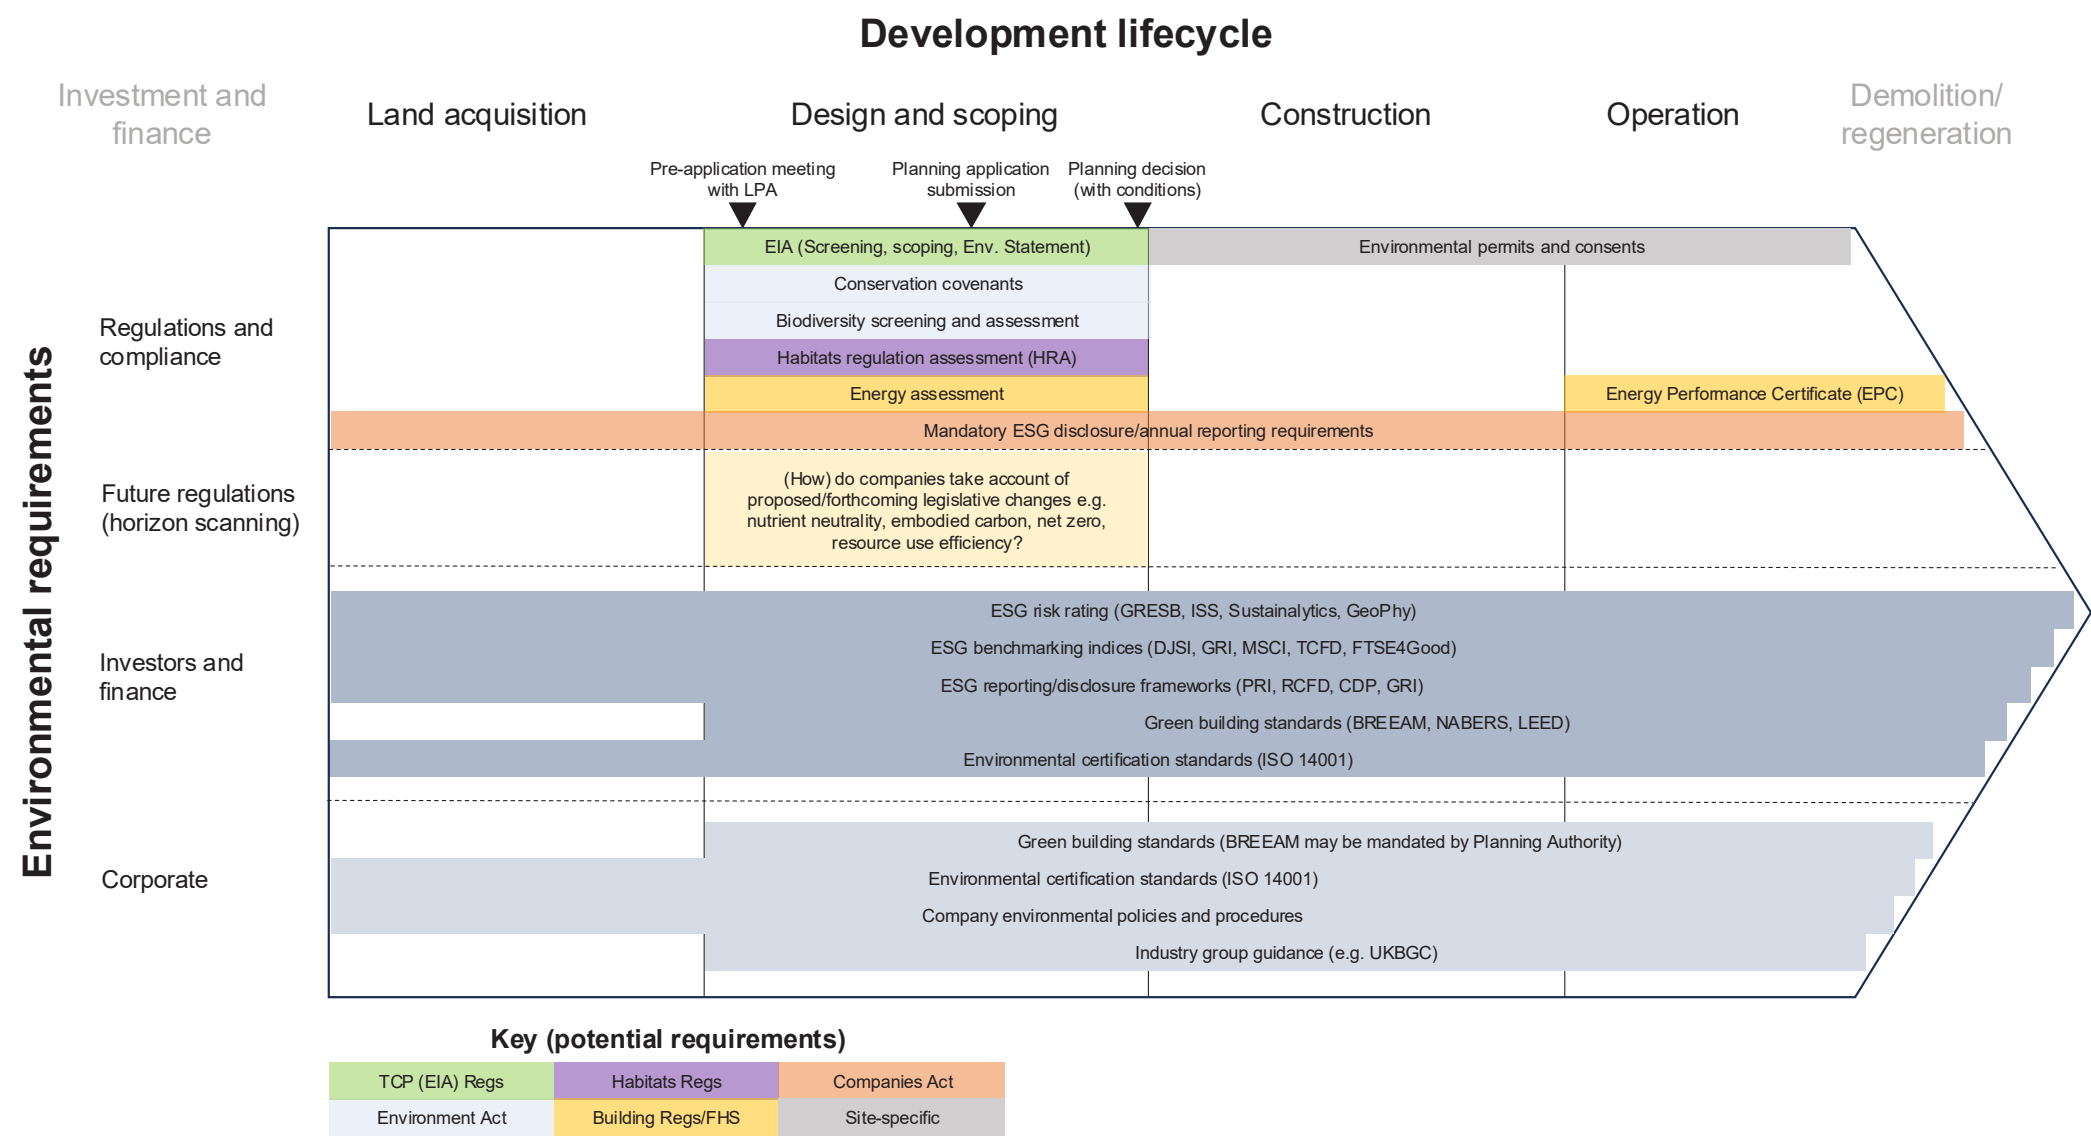 Development lifecycle
Investment and
finance
Land acquisition
Design and scoping
Construction
Operation
Demolition/
regeneration
Pre-application meeting
with LPA
Planning application
submission
Planning decision
(with conditions)
Environmental requirements
Regulations and
compliance
EIA (Screening, scoping, Env. Statement)
Environmental permits and consents
Conservation covenants
Biodiversity screening and assessment
Habitats regulation assessment (HRA)
Energy assessment
Energy Performance Certificate (EPC)
Mandatory ESG disclosure/annual reporting requirements
Future regulations
(horizon scanning)
(How) do companies take account of
proposed/forthcoming legislative changes e.g.
nutrient neutrality, embodied carbon, net zero,
resource use efficiency?
Investors and
finance
ESG risk rating (GRESB, ISS, Sustainalytics, GeoPhy)
ESG benchmarking indices (DJSI, GRI, MSCI, TCFD, FTSE4Good)
ESG reporting/disclosure frameworks (PRI, RCFD, CDP, GRI)
Green building standards (BREEAM, NABERS, LEED)
Environmental certification standards (ISO 14001)
Corporate
Green building standards (BREEAM may be mandated by Planning Authority)
Environmental certification standards (ISO 14001)
Company environmental policies and procedures
Industry group guidance (e.g. UKBGC)
Key (potential requirements)
TCP (EIA) Regs
Habitats Regs
Companies Act
Environment Act
Building Regs/FHS
Site-specific